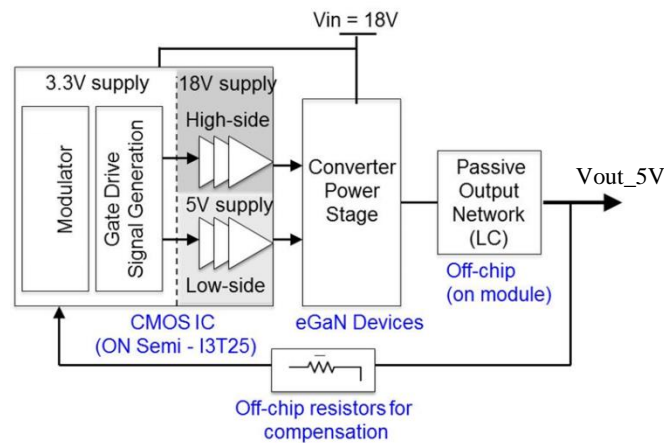 Vin = 18V
3.3V supply
18V supply
High-side
Modulator
Gate Drive
Signal Generation
5V supply
Low-side
Converter
Power
Stage
Passive
Output
Network
(LC)
Vout_5V
Off-chip
(on module)
CMOS IC
(ON Semi - I3T25)
eGaN Devices
Off-chip resistors for
compensation